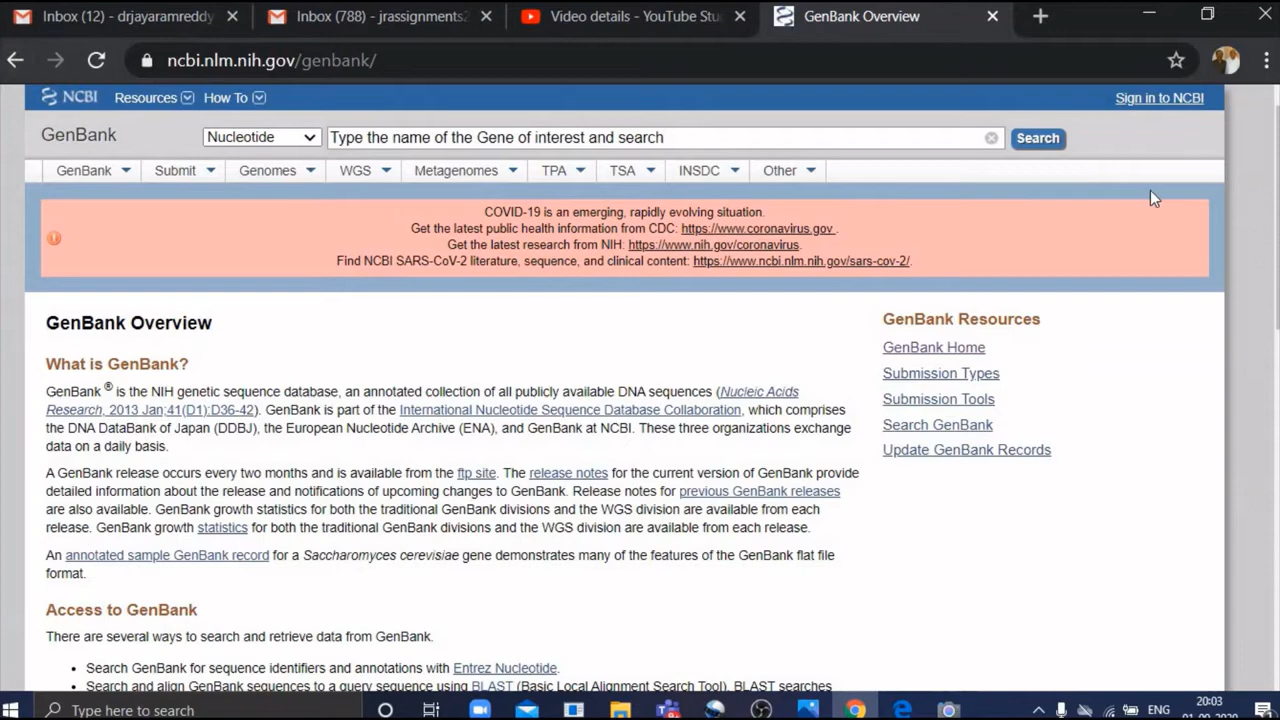 Inbox (12) - drjayaramreddy
Inbox (788) - jrassignments2
Video details - YouTube Stu
GenBank Overview
ncbi.nlm.nih.gov/genbank/
NCBI Resources How To Sign in to NCBI
GenBank Nucleotide Type the name of the Gene of interest and search Search
GenBank Submit Genomes WGS Metagenomes TPA TSA INSDC Other
COVID-19 is an emerging, rapidly evolving situation.
Get the latest public health information from CDC: https://www.coronavirus.gov .
Get the latest research from NIH: https://www.nih.gov/coronavirus.
Find NCBI SARS-CoV-2 literature, sequence, and clinical content: https://www.ncbi.nlm.nih.gov/sars-cov-2/.
GenBank Overview
What is GenBank?
GenBank ® is the NIH genetic sequence database, an annotated collection of all publicly available DNA sequences (Nucleic Acids
Research, 2013 Jan;41(D1):D36-42). GenBank is part of the International Nucleotide Sequence Database Collaboration, which comprises
the DNA DataBank of Japan (DDBJ), the European Nucleotide Archive (ENA), and GenBank at NCBI. These three organizations exchange
data on a daily basis.
A GenBank release occurs every two months and is available from the ftp site. The release notes for the current version of GenBank provide
detailed information about the release and notifications of upcoming changes to GenBank. Release notes for previous GenBank releases
are also available. GenBank growth statistics for both the traditional GenBank divisions and the WGS division are available from each
release. GenBank growth statistics for both the traditional GenBank divisions and the WGS division are available from each release.
An annotated sample GenBank record for a Saccharomyces cerevisiae gene demonstrates many of the features of the GenBank flat file
format.
Access to GenBank
There are several ways to search and retrieve data from GenBank.
• Search GenBank for sequence identifiers and annotations with Entrez Nucleotide.
• Search and align GenBank sequences to a query sequence using BLAST (Basic Local Alignment Search Tool). BLAST searches
GenBank Resources
GenBank Home
Submission Types
Submission Tools
Search GenBank
Update GenBank Records
Type here to search
ENG
20:03
01-09-2020